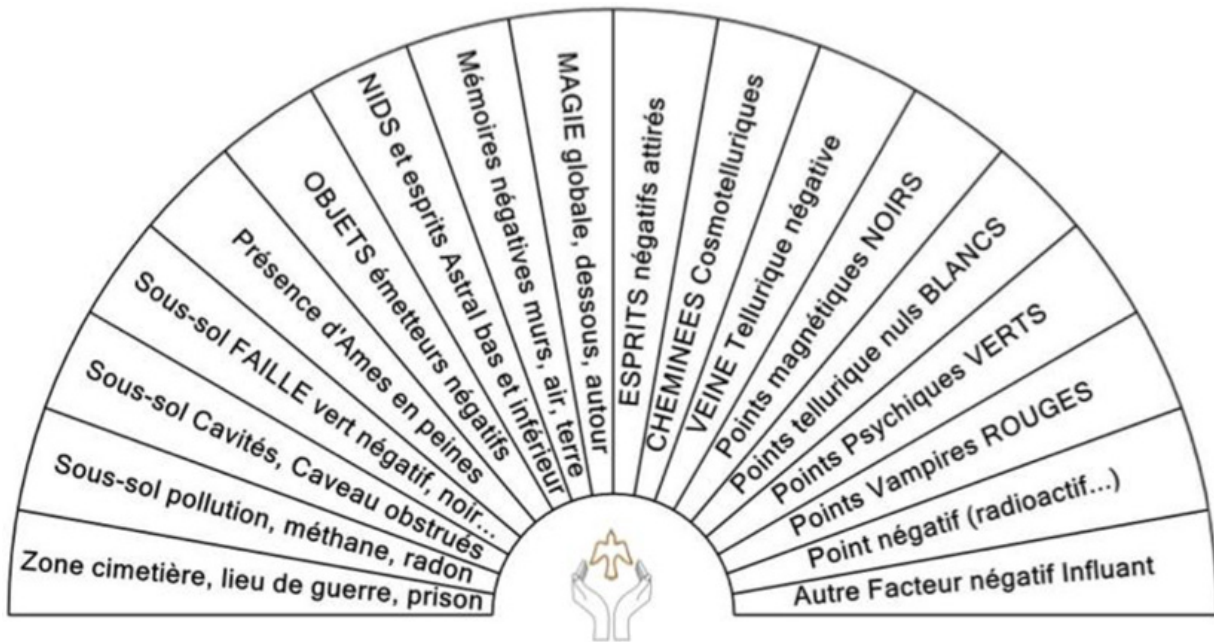 Zone cimetière, lieu de guerre, prison
Sous-sol pollution, méthane, radon
Sous-sol Cavités, Caveau obstrués
Sous-sol FAILLE vert négatif, noir...
Présence d'Ames en peines
OBJETS émetteurs négatifs
NIDS et esprits Astral bas et inférieur
Mémoires négatives murs, air, terre
MAGIE globale, dessous, autour
ESPRITS négatifs attirés
CHEMINEES Cosmotelluriques
VEINE Tellurique négative
Points magnétiques NOIRS
Points tellurique nuls BLANCS
Points Psychiques VERTS
Points Vampires ROUGES
Point négatif (radioactif...)
Autre Facteur négatif Influant